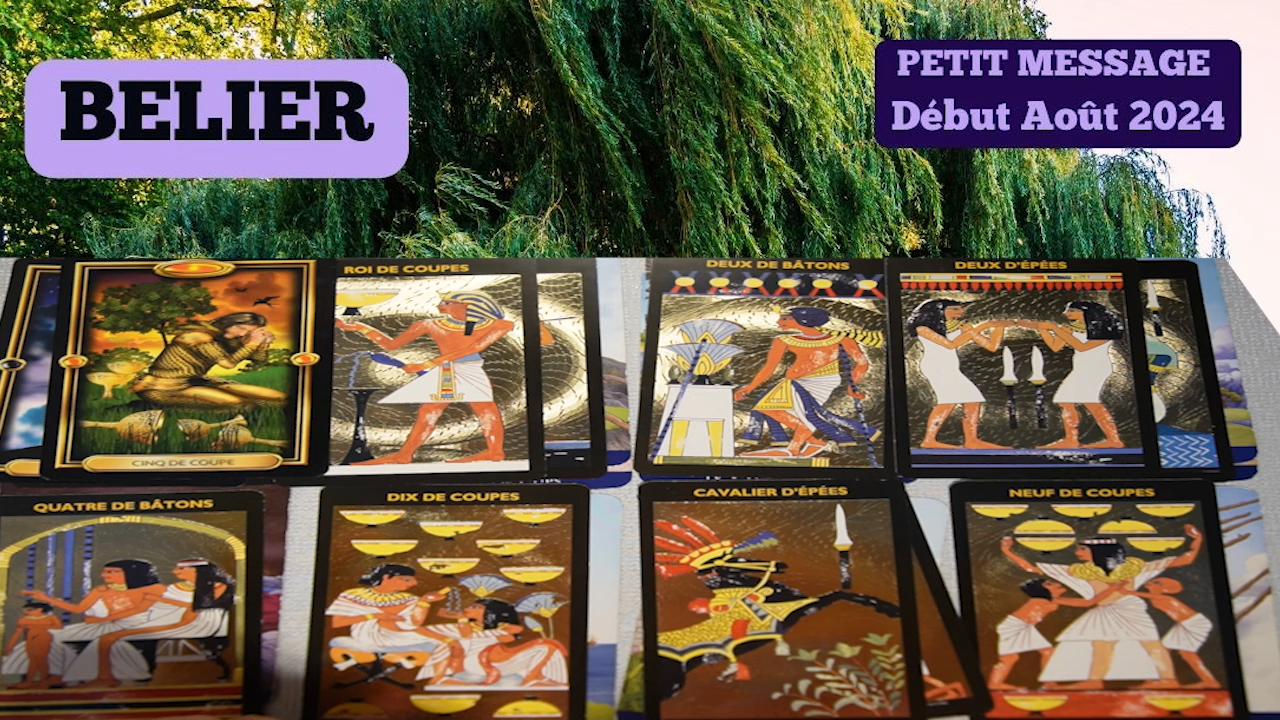 BELIER
PETIT MESSAGE
Début Août 2024
ROI DE COUPES
DEUX DE BÂTONS
DEUX D'ÉPÉES
CINQ DE COUPE
QUATRE DE BÂTONS
DIX DE COUPES
CAVALIER D'ÉPÉES
NEUF DE COUPES